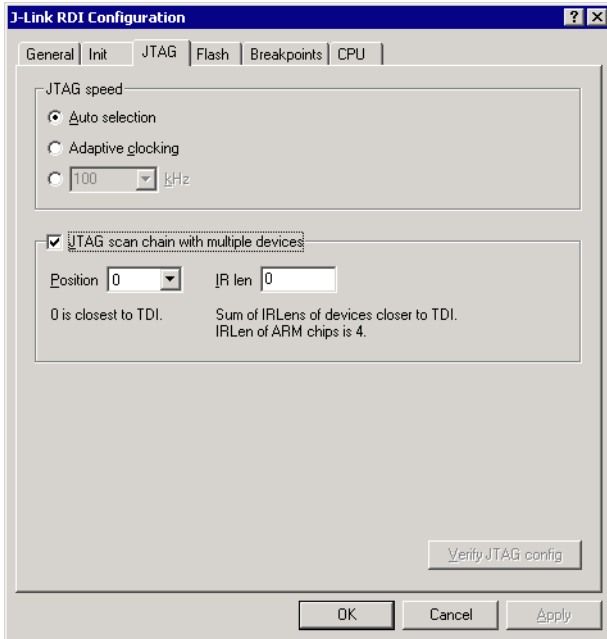 J-Link RDI Configuration
General Init JTAG Flash Breakpoints CPU
JTAG speed
Auto selection
Adaptive clocking
100 kHz
JTAG scan chain with multiple devices
Position 0 IR len 0
0 is closest to TDI. Sum of IRLens of devices closer to TDI.
IRLen of ARM chips is 4.
Verify JTAG config
OK Cancel Apply